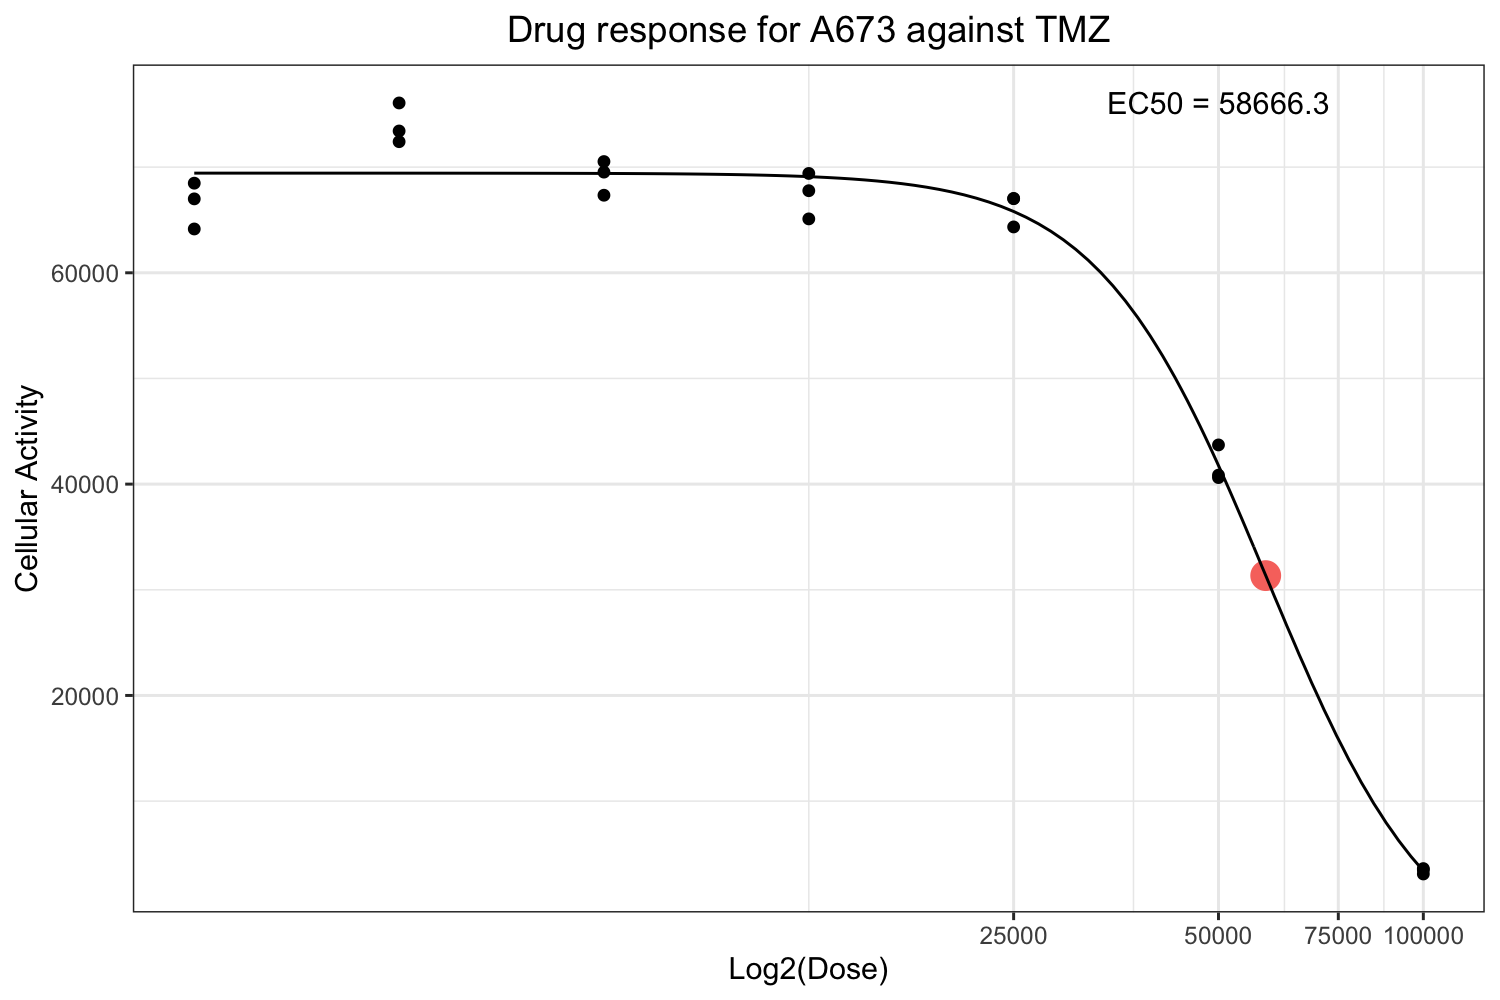 Drug response for A673 against TMZ
EC50 = 58666.3
Cellular Activity
60000
40000
20000
25000 50000 75000 100000
Log2(Dose)